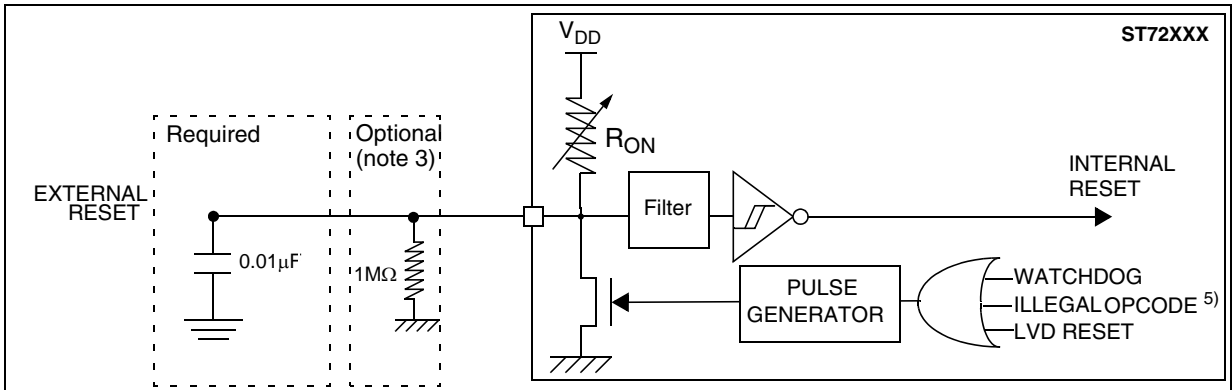 VDD
ST72XXX
Required
Optional
(note 3)
RON
EXTERNAL
RESET
Filter
INTERNAL
RESET
0.01µF
1MΩ
PULSE
GENERATOR
WATCHDOG
ILLEGAL OPCODE 5)
LVD RESET